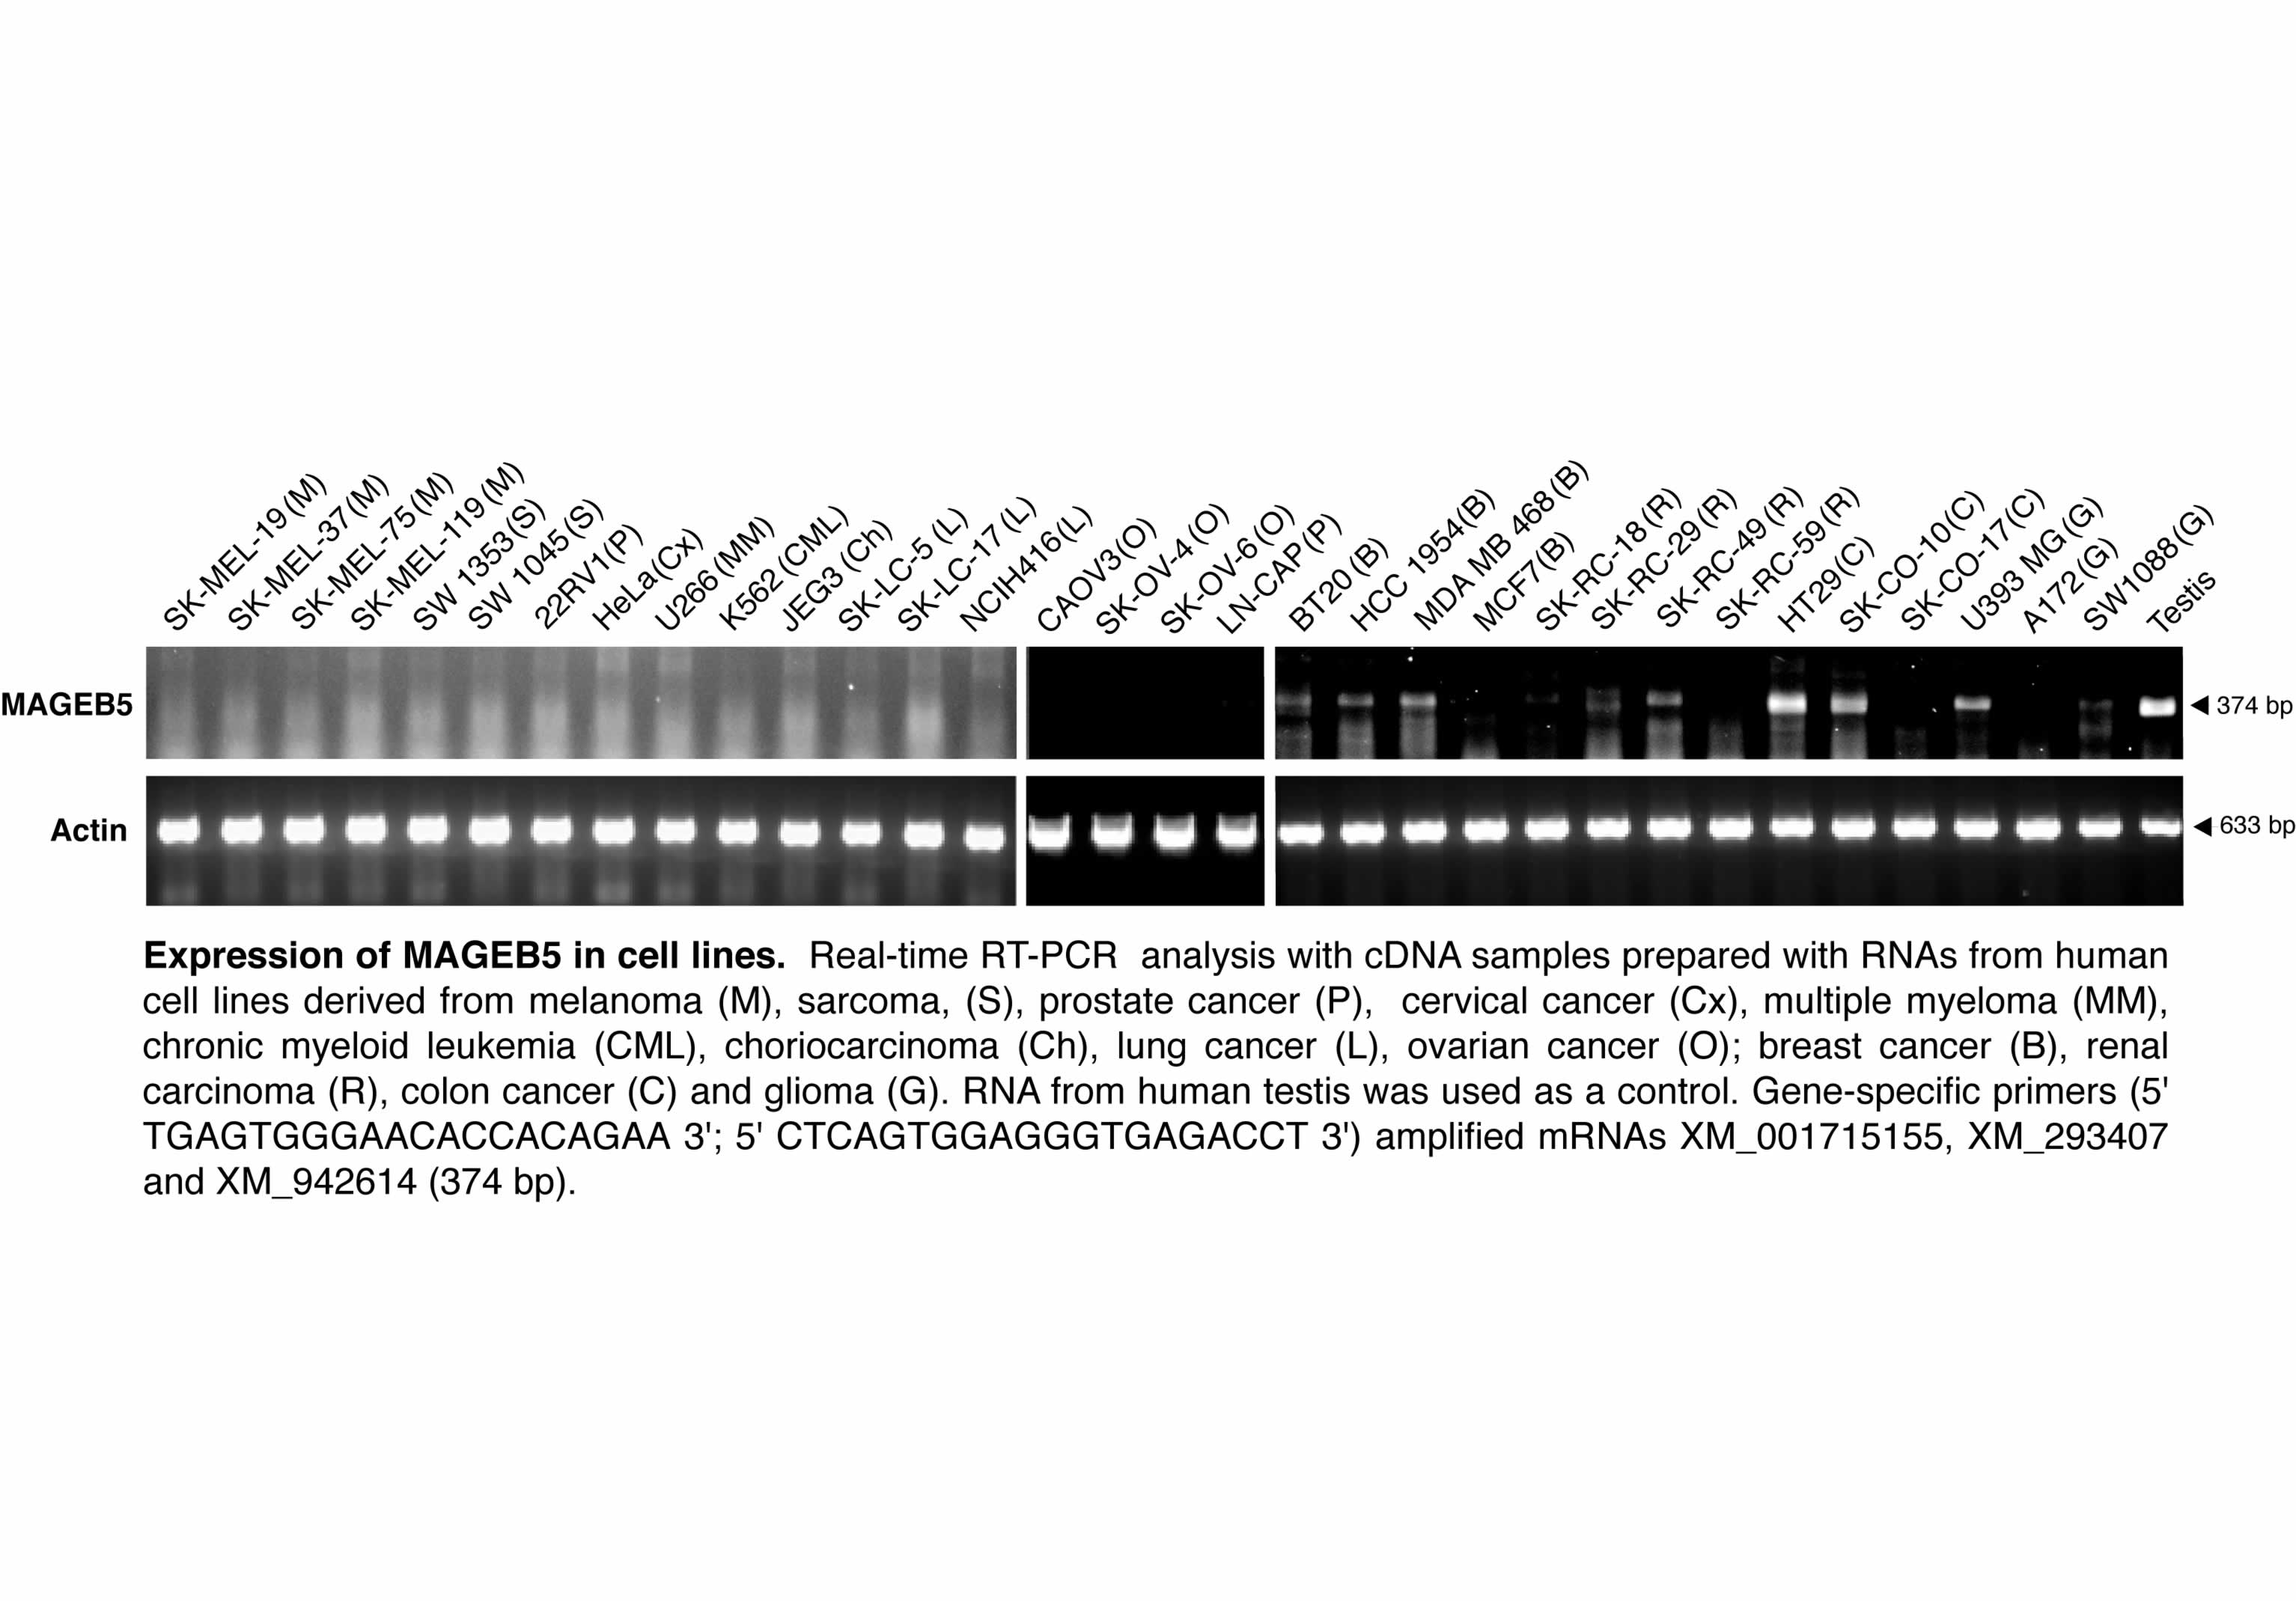 SK-MEL-19 (M)
SK-MEL-37(M)
SK-MEL-75(M)
SK-MEL-119(M)
SW 1353(S)
SW 1045(S)
22RV1(P)
HeLa(Cx)
U266(MM)
K562(CML)
JEG3 (Ch)
SK-LC-5 (L)
SK-LC-17 (L)
NCIH416(L)
CAOV3(O)
SK-OV-4(O)
SK-OV-6(O)
LN-CAP(P)
BT20(B)
HCC 1954(B)
MDA MB 468(B)
MCF7(B)
SK-RC-18(R)
SK-RC-29(R)
SK-RC-49(R)
SK-RC-59(R)
HT29(C)
SK-CO-10(C)
SK-CO-17(C)
U393 MG(G)
A172(G)
SW1088(G)
Testis
MAGEB5
374 bp
Actin
633 bp
Expression of MAGEB5 in cell lines. Real-time RT-PCR analysis with cDNA samples prepared with RNAs from human
cell lines derived from melanoma (M), sarcoma, (S), prostate cancer (P), cervical cancer (Cx), multiple myeloma (MM),
chronic myeloid leukemia (CML), choriocarcinoma (Ch), lung cancer (L), ovarian cancer (O); breast cancer (B), renal
carcinoma (R), colon cancer (C) and glioma (G). RNA from human testis was used as a control. Gene-specific primers (5'
TGAGTGGGAACACCACAGAA 3'; 5' CTCAGTGGAGGGTGAGACCT 3') amplified mRNAs XM_001715155, XM_293407
and XM_942614 (374 bp).